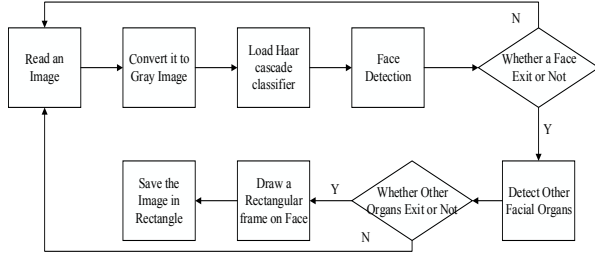 N
Read an
Image
Convert it to
Gray Image
Load Haar
cascade
classifier
Face
Detection
Whether a Face
Exit or Not
Y
Save the
Image in
Rectangle
Draw a
Rectangular
frame on Face
Y
Whether Other
Organs Exit or Not
Detect Other
Facial Organs
N